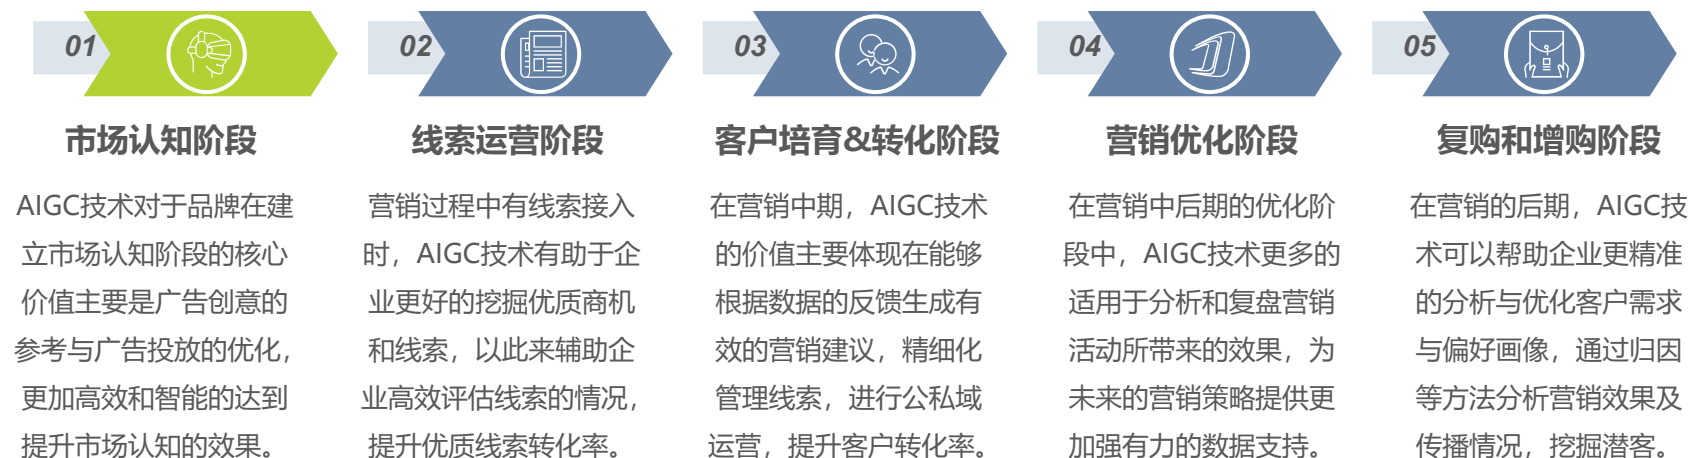 01
市场认知阶段
AIGC技术对于品牌在建
立市场认知阶段的核心
价值主要是广告创意的
参考与广告投放的优化，
更加高效和智能的达到
提升市场认知的效果。
02
线索运营阶段
营销过程中有线索接入
时，AIGC技术有助于企
业更好的挖掘优质商机
和线索，以此来辅助企
业高效评估线索的情况，
提升优质线索转化率。
03
客户培育&转化阶段
在营销中期，AIGC技术
的价值主要体现在能够
根据数据的反馈生成有
效的营销建议，精细化
管理线索，进行公私域
运营，提升客户转化率。
04
营销优化阶段
在营销中后期的优化阶
段中，AIGC技术更多的
适用于分析和复盘营销
活动所带来的效果，为
未来的营销策略提供更
加强有力的数据支持。
05
复购和增购阶段
在营销的后期，AIGC技
术可以帮助企业更精准
的分析与优化客户需求
与偏好画像，通过归因
等方法分析营销效果及
传播情况，挖掘潜客。